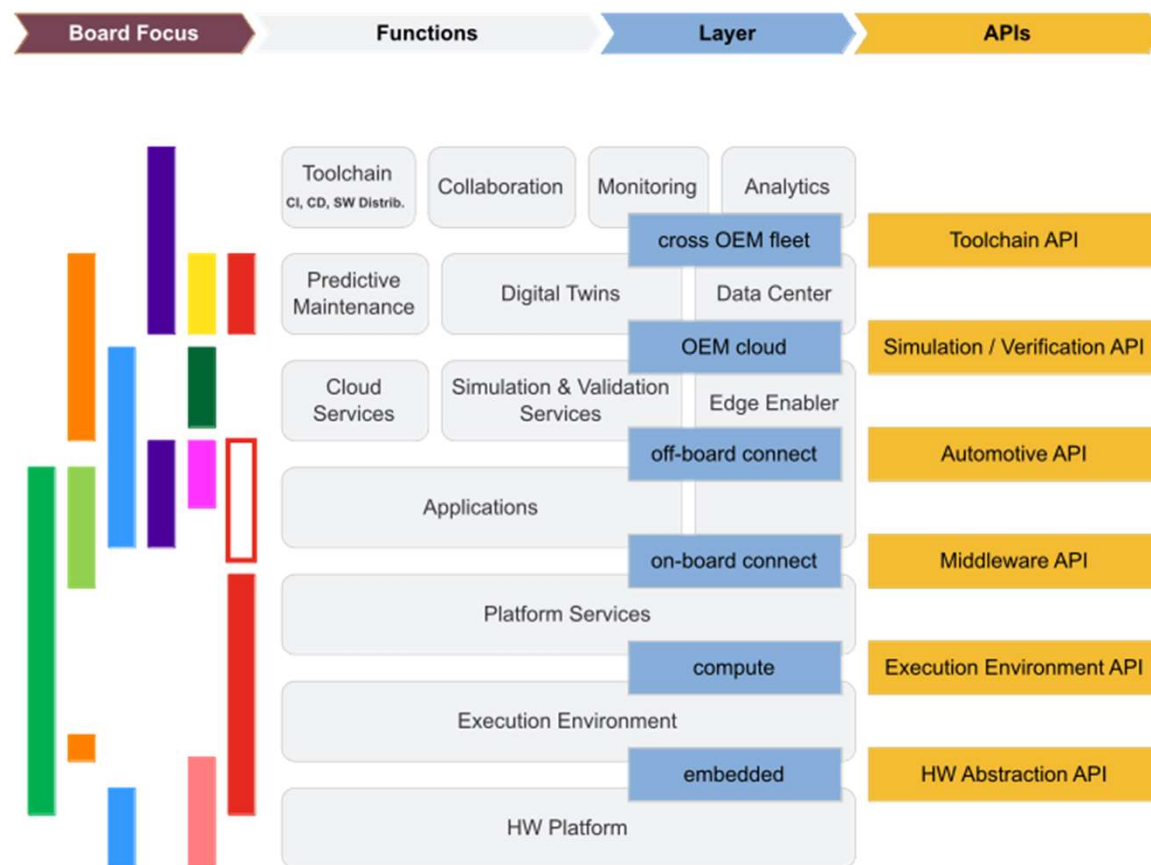 Board Focus
Functions
Layer
APIs
Toolchain
CI, CD, SW Distrib.
Collaboration
Monitoring
Analytics
cross OEM fleet
Toolchain API
Predictive
Maintenance
Digital Twins
Data Center
OEM cloud
Simulation / Verification API
Cloud
Services
Simulation & Validation
Services
Edge Enabler
off-board connect
Automotive API
Applications
on-board connect
Middleware API
Platform Services
compute
Execution Environment API
Execution Environment
embedded
HW Abstraction API
HW Platform